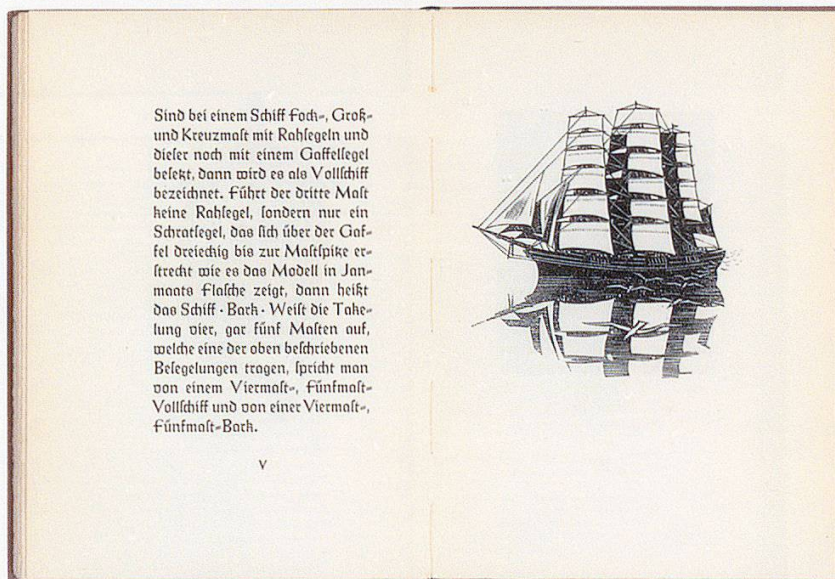 Sind bei einem Schiff Fock-, Groß-
und Kreuzmaſt mit Rahſegeln und
dieſer noch mit einem Gaffelſegel
beſetzt, dann wird es als Vollſchiff
bezeichnet. Führt der dritte Maſt
keine Rahſegel, ſondern nur ein
Schratſegel, das ſich über der Gaf-
fel dreieckig bis zur Maſtſpitze er-
ſtreckt wie es das Modell in Jan-
maats Flaſche zeigt, dann heißt
das Schiff · Bark · Weiſt die Take-
lung vier, gar fünf Maſten auf,
welche eine der oben beſchriebenen
Beſegelungen tragen, ſpricht man
von einem Viermaſt-, Fünfmaſt-
Vollſchiff und von einer Viermaſt-,
Fünfmaſt-Bark.
V